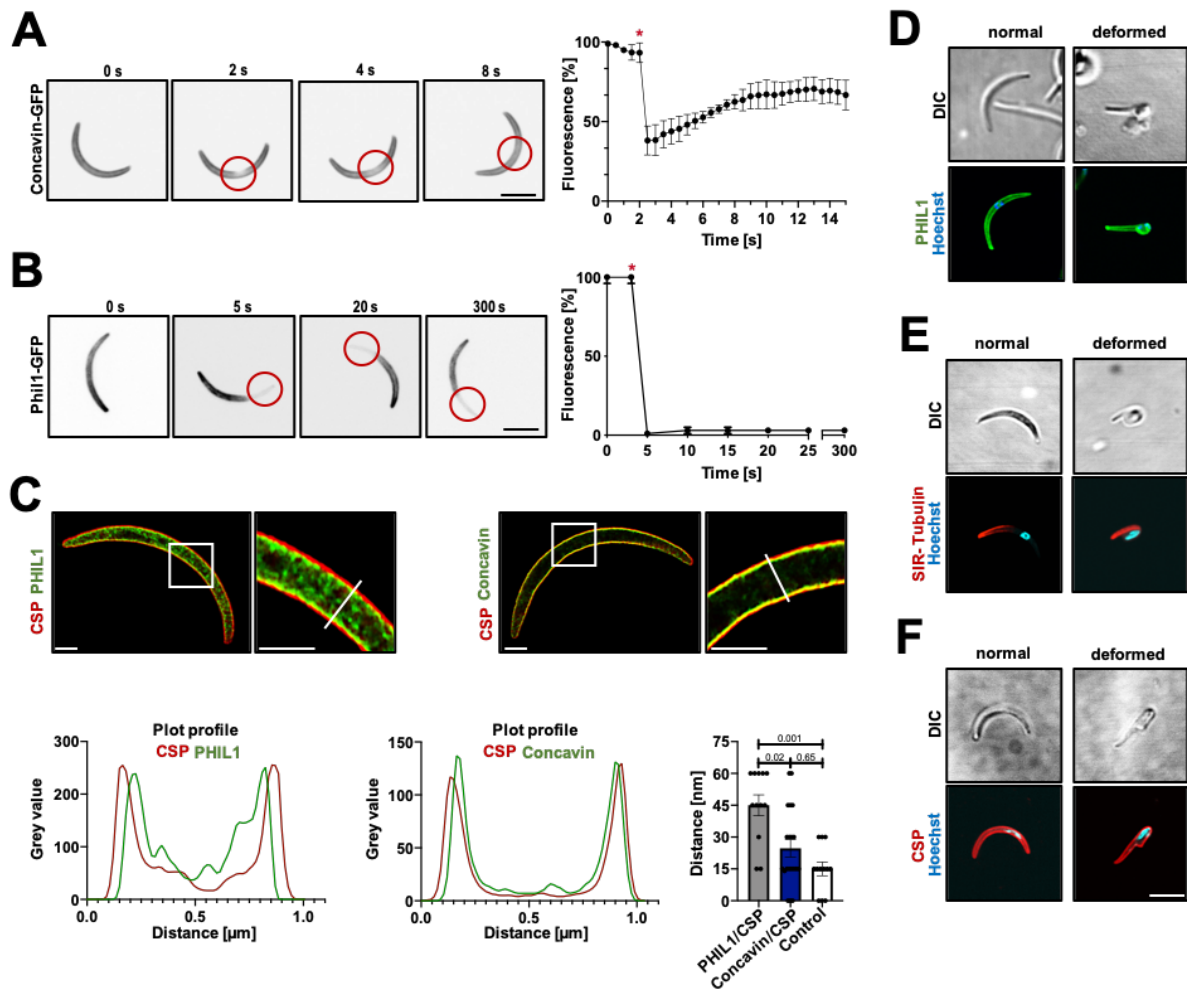 A
0 s
2 s
4 s
8 s
Concavin-GFP
Fluorescence [%]
100
50
0
*
0 2 4 6 8 10 12 14
Time [s]
B
0 s
5 s
20 s
300 s
Phil1-GFP
Fluorescence [%]
100
50
0
*
0 5 10 15 20 25 300
Time [s]
C
CSP PHIL1
CSP Concavin
Plot profile
CSP PHIL1
Grey value
300
200
100
0
0.0 0.5 1.0
Distance [µm]
Plot profile
CSP Concavin
Grey value
150
100
50
0
0.0 0.5 1.0
Distance [µm]
0.001
0.02
0.65
Distance [nm]
75
60
45
30
15
0
PHIL1/CSP
Concavin/CSP
Control
D
normal
deformed
DIC
PHIL1
Hoechst
E
normal
deformed
DIC
SIR-Tubulin
Hoechst
F
normal
deformed
DIC
CSP
Hoechst